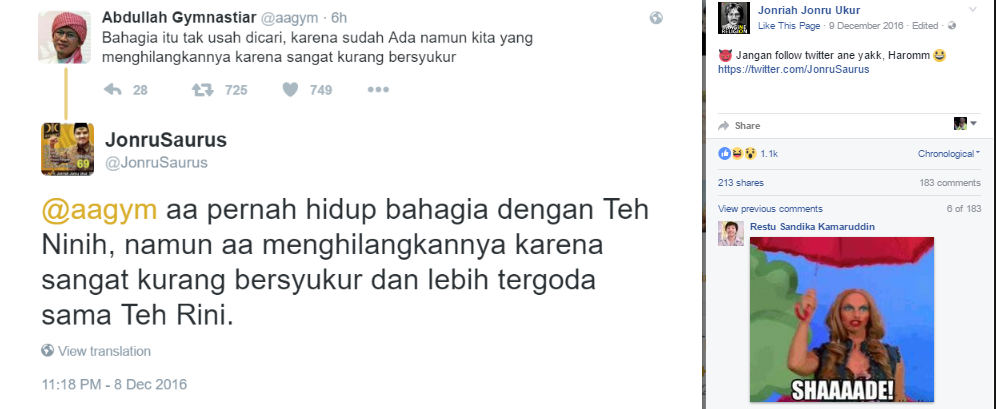 Abdullah Gymnastiar @aagym · 6h
Bahagia itu tak usah dicari, karena sudah Ada namun kita yang
menghilangkannya karena sangat kurang bersyukur
28 725 749
69
JonruSaurus
@JonruSaurus
@aagym aa pernah hidup bahagia dengan Teh
Ninih, namun aa menghilangkannya karena
sangat kurang bersyukur dan lebih tergoda
sama Teh Rini.
View translation
11:18 PM - 8 Dec 2016
Jonriah Jonru Ukur
Like This Page · 9 December 2016 · Edited ·
Jangan follow twitter ane yakk, Haromm
https://twitter.com/JonruSaurus
Share
1.1k Chronological
213 shares 183 comments
View previous comments 6 of 183
Restu Sandika Kamaruddin
SHAAAADE!